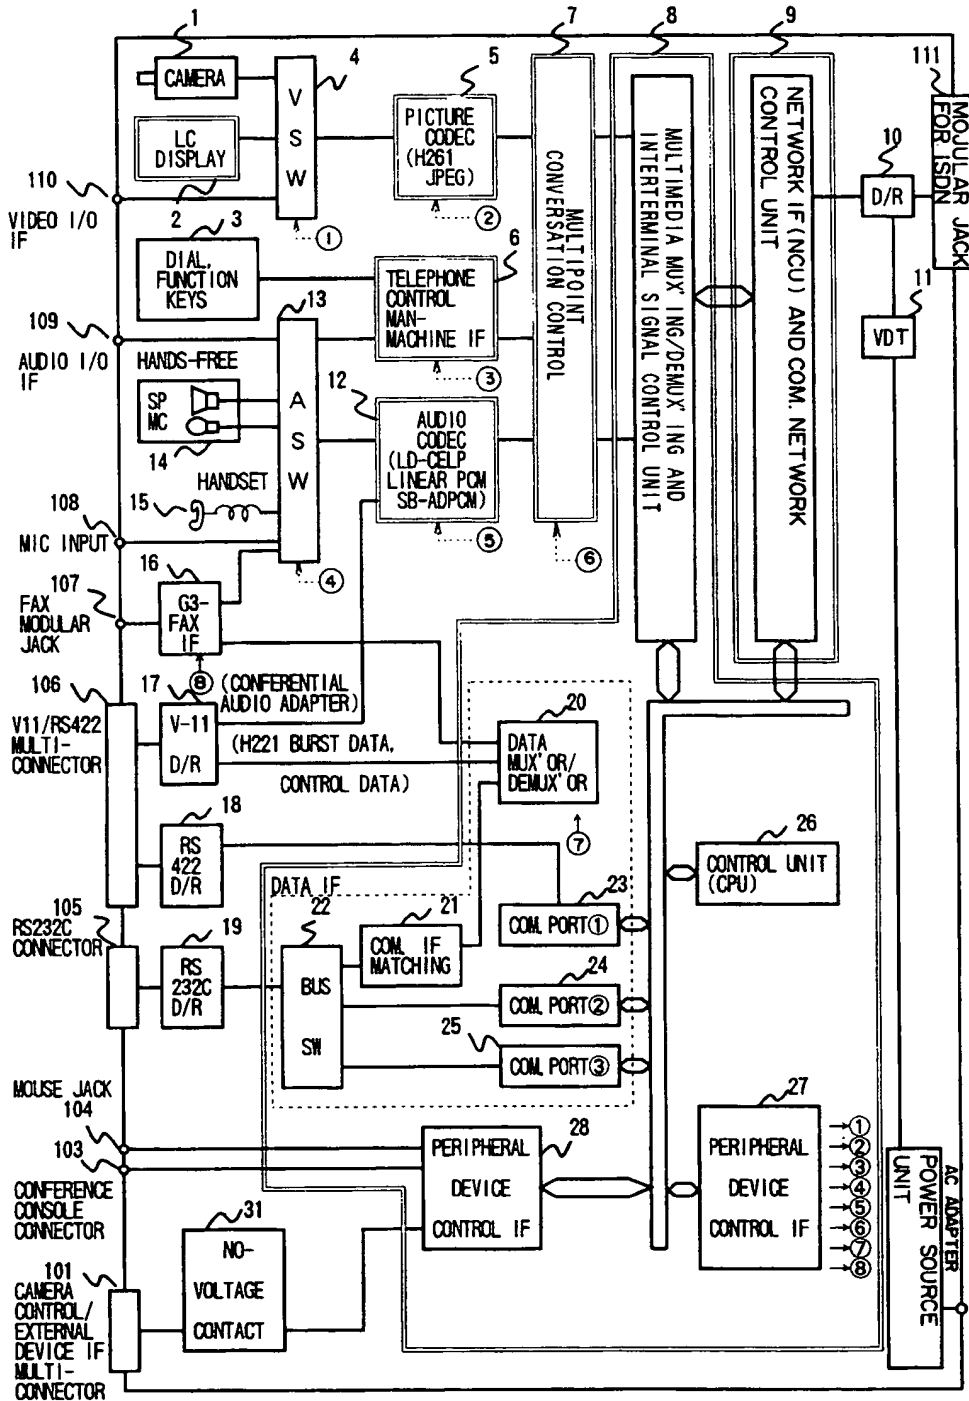 1
7
8
9
CAMERA
V
S
W
4
5
111
MOJULAR JACK
FOR ISDN
LC
DISPLAY
PICTURE
CODEC
(H261
JPEG)
MULTIPOINT
CONVERSATION CONTROL
MULTIMEDIA MUX' ING/DEMUX' ING AND
INTERTERMINAL SIGNAL CONTROL UNIT
NETWORK IF(NCU) AND COM. NETWORK
CONTROL UNIT
10
D/R
110
VIDEO I/O
IF
2
3
①
②
6
DIAL,
FUNCTION
KEYS
13
TELEPHONE
CONTROL
MAN-
MACHINE IF
11
VDT
109
AUDIO I/O
IF
HANDS-FREE
SP
MC
14
A
S
W
③
12
AUDIO
CODEC
(LD-CELP
LINEAR PCM
SB-ADPCM)
HANDSET
15
108
MIC INPUT
④
⑤
⑥
107
FAX
MODULAR
JACK
16
G3-
FAX
IF
⑧
106
V11/RS422
MULTI-
CONNECTOR
17
V-11
D/R
(CONFERENTIAL
AUDIO ADAPTER)
(H221 BURST DATA,
CONTROL DATA)
20
DATA
MUX'OR/
DEMUX'OR
⑦
18
RS
422
D/R
26
CONTROL UNIT
(CPU)
DATA IF
105
RS232C
CONNECTOR
19
RS
232C
D/R
22
BUS
SW
21
COM. IF
MATCHING
23
COM. PORT①
24
COM. PORT②
25
COM. PORT③
MOUSE JACK
104
103
CONFERENCE
CONSOLE
CONNECTOR
28
PERIPHERAL
DEVICE
CONTROL IF
27
PERIPHERAL
DEVICE
CONTROL IF
①
②
③
④
⑤
⑥
⑦
⑧
POWER SOURCE
UNIT
AC ADAPTER
31
NO-
VOLTAGE
CONTACT
101
CAMERA
CONTROL/
EXTERNAL
DEVICE IF
MULTI-
CONNECTOR